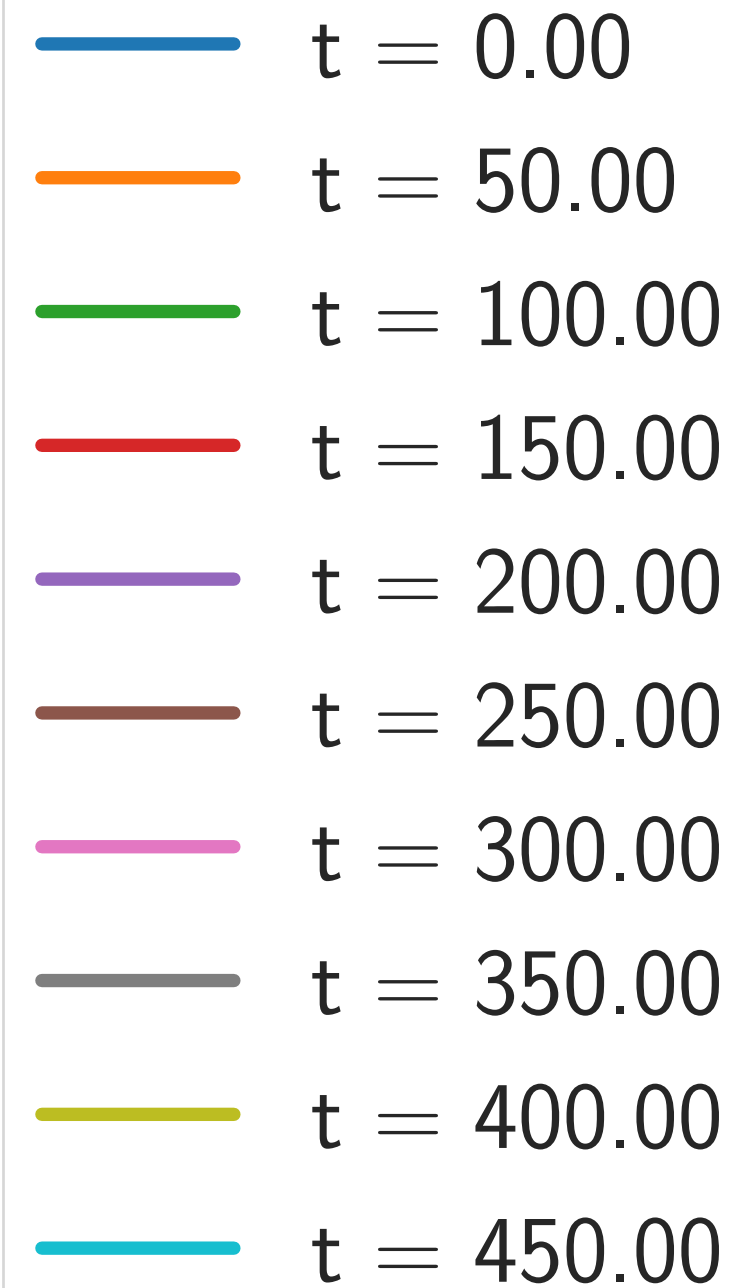 t = 0.00
t = 50.00
t = 100.00
t = 150.00
t = 200.00
t = 250.00
t = 300.00
t = 350.00
t = 400.00
t = 450.00